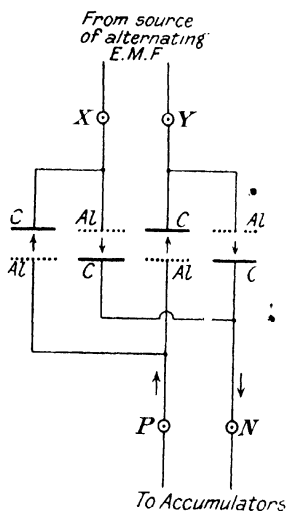 From source
of alternating
E.M.F
X Y
C Al C Al
Al C Al C
P N
To Accumulators